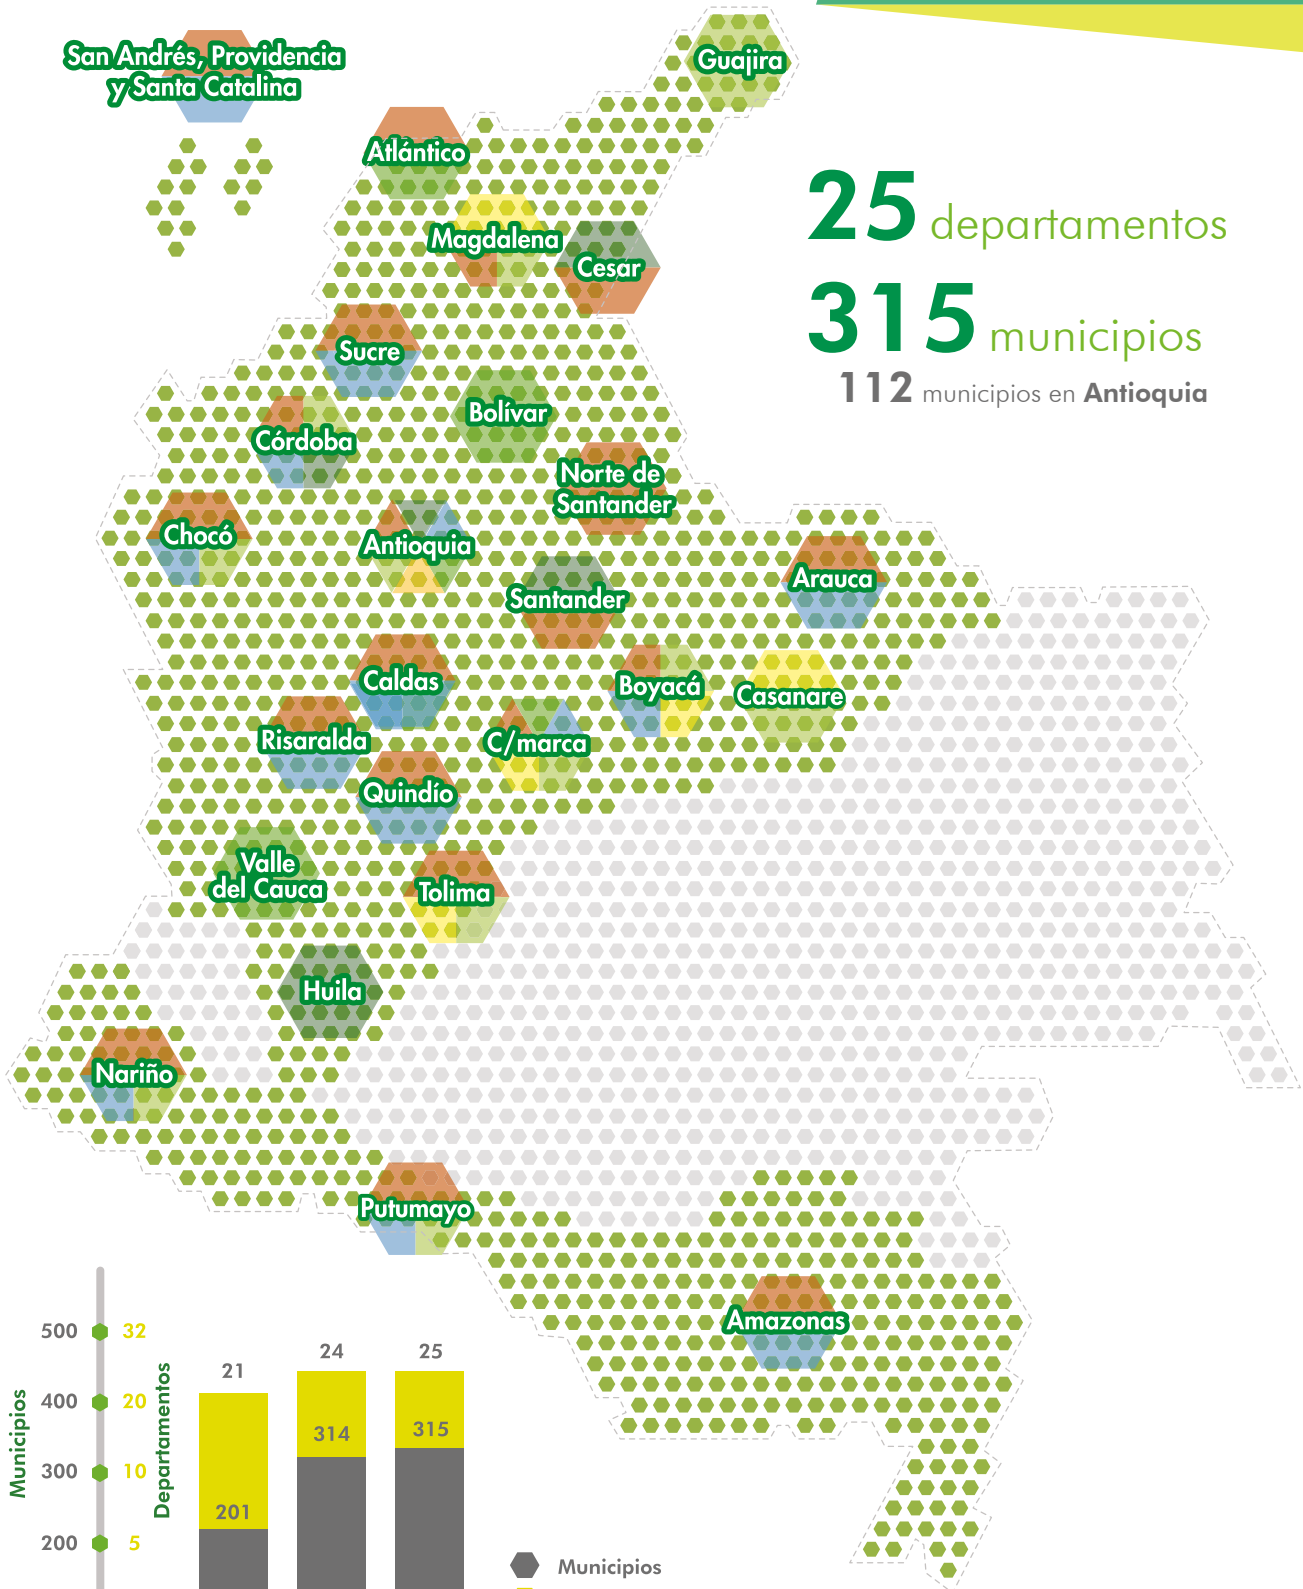 San Andrés, Providencia
y Santa Catalina
Guajira
Atlántico
25 departamentos
Magdalena
Cesar
315 municipios
112 municipios en Antioquia
Sucre
Bolívar
Córdoba
Norte de
Santander
Chocó
Antioquia
Arauca
Santander
Caldas
Boyacá
Casanare
Risaralda
C/marca
Quindío
Valle
del Cauca
Tolima
Huila
Nariño
Putumayo
Amazonas
Municipios
500
400
300
200
32
20
10
5
Departamentos
21
201
24
314
25
315
Municipios